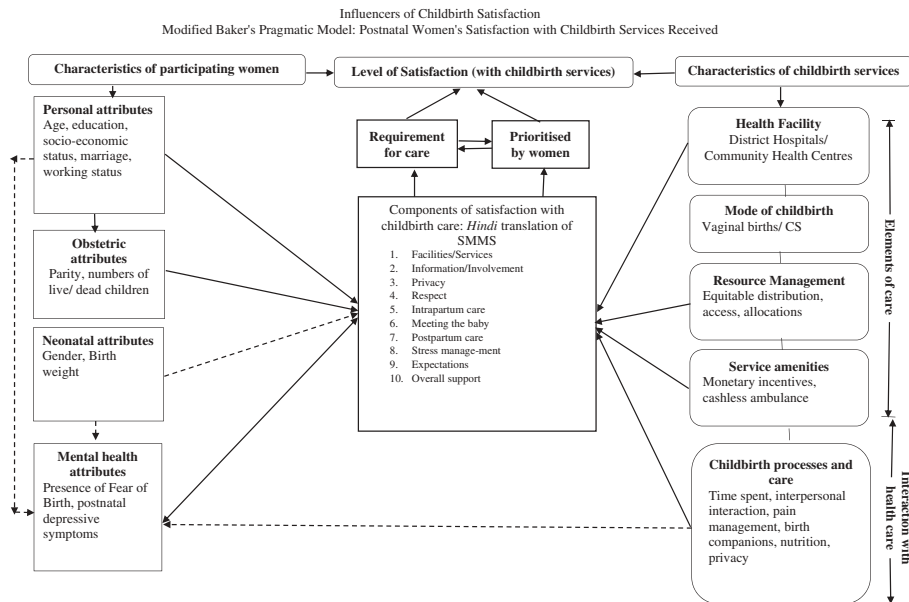 Influencers of Childbirth Satisfaction
Modified Baker's Pragmatic Model: Postnatal Women's Satisfaction with Childbirth Services Received
Characteristics of participating women
Level of Satisfaction (with childbirth services)
Characteristics of childbirth services
Personal attributes
Age, education,
socio-economic
status, marriage,
working status
Obstetric
attributes
Parity, numbers of
live/ dead children
Neonatal attributes
Gender, Birth
weight
Mental health
attributes
Presence of Fear of
Birth, postnatal
depressive
symptoms
Requirement
for care
Prioritised
by women
Components of satisfaction with
childbirth care: Hindi translation of
SMMS
1. Facilities/Services
2. Information/Involvement
3. Privacy
4. Respect
5. Intrapartum care
6. Meeting the baby
7. Postpartum care
8. Stress manage-ment
9. Expectations
10. Overall support
Health Facility
District Hospitals/
Community Health Centres
Mode of childbirth
Vaginal births/ CS
Resource Management
Equitable distribution,
access, allocations
Service amenities
Monetary incentives,
cashless ambulance
Childbirth processes and
care
Time spent, interpersonal
interaction, pain
management, birth
companions, nutrition,
privacy
Elements of care
Interaction with
health care